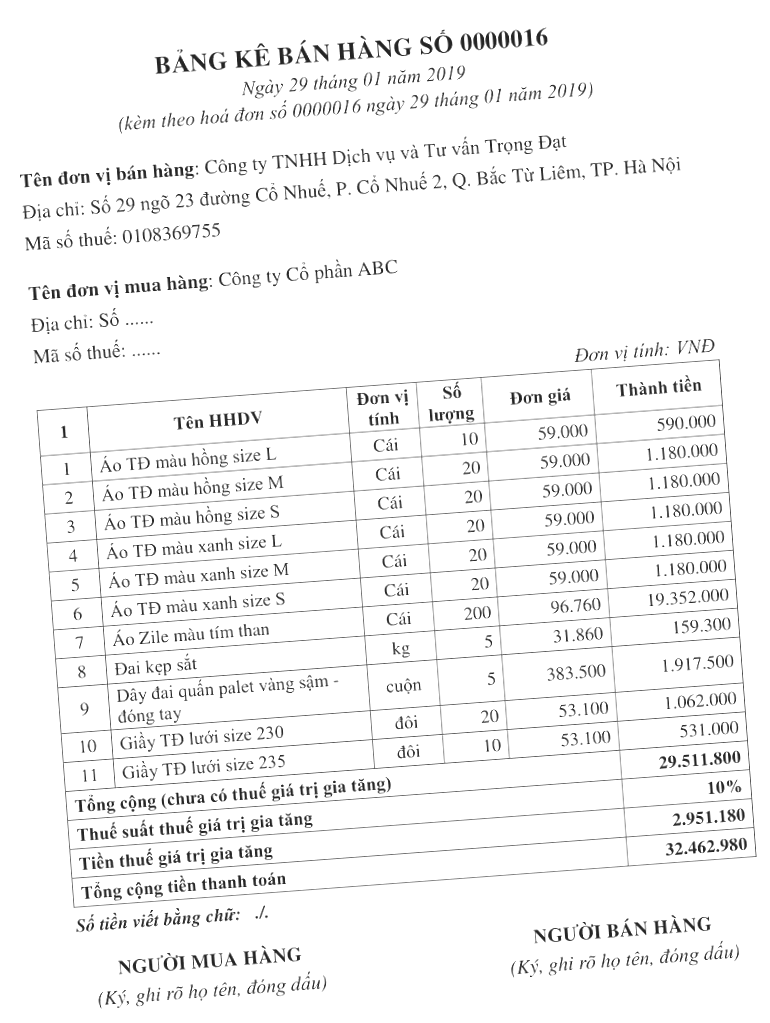 BẢNG KÊ BÁN HÀNG SỐ 0000016
Ngày 29 tháng 01 năm 2019
(kèm theo hoá đơn số 0000016 ngày 29 tháng 01 năm 2019)
Tên đơn vị bán hàng: Công ty TNHH Dịch vụ và Tư vấn Trọng Đạt
Địa chỉ: Số 29 ngõ 23 đường Cổ Nhuế, P. Cổ Nhuế 2, Q. Bắc Từ Liêm, TP. Hà Nội
Mã số thuế: 0108369755
Tên đơn vị mua hàng: Công ty Cổ phần ABC
Địa chỉ: Số ......
Mã số thuế: ......
Đơn vị tính: VNĐ
1 Tên HHDV Đơn vị tính Số lượng Đơn giá Thành tiền
1 Áo TĐ màu hồng size L Cái 10 59.000 590.000
2 Áo TĐ màu hồng size M Cái 20 59.000 1.180.000
3 Áo TĐ màu hồng size S Cái 20 59.000 1.180.000
4 Áo TĐ màu xanh size L Cái 20 59.000 1.180.000
5 Áo TĐ màu xanh size M Cái 20 59.000 1.180.000
6 Áo TĐ màu xanh size S Cái 20 59.000 1.180.000
7 Áo Zile màu tím than Cái 200 96.760 19.352.000
8 Đai kẹp sắt kg 5 31.860 159.300
9 Dây đai quấn palet vàng sậm - đóng tay cuộn 5 383.500 1.917.500
10 Giầy TĐ lưới size 230 đôi 20 53.100 1.062.000
11 Giầy TĐ lưới size 235 đôi 10 53.100 531.000
Tổng cộng (chưa có thuế giá trị gia tăng) 29.511.800
Thuế suất thuế giá trị gia tăng 10%
Tiền thuế giá trị gia tăng 2.951.180
Tổng cộng tiền thanh toán 32.462.980
Số tiền viết bằng chữ: ./.
NGƯỜI MUA HÀNG NGƯỜI BÁN HÀNG
(Ký, ghi rõ họ tên, đóng dấu) (Ký, ghi rõ họ tên, đóng dấu)